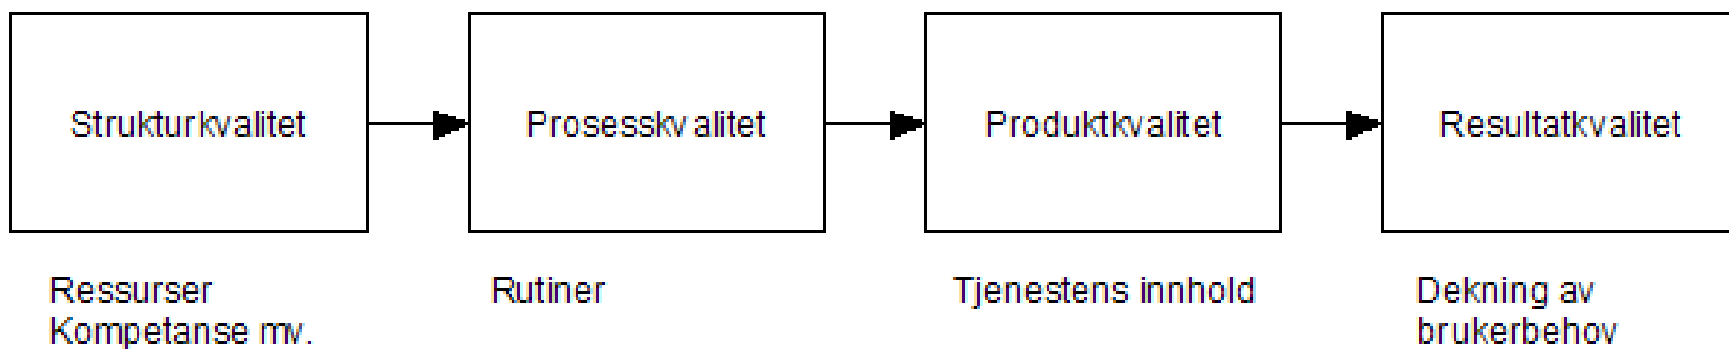 Strukturkvalitet
Prosesskvalitet
Produktkvalitet
Resultatkvalitet
Ressurser
Kompetanse mv.
Rutiner
Tjenestens innhold
Dekning av
brukerbehov